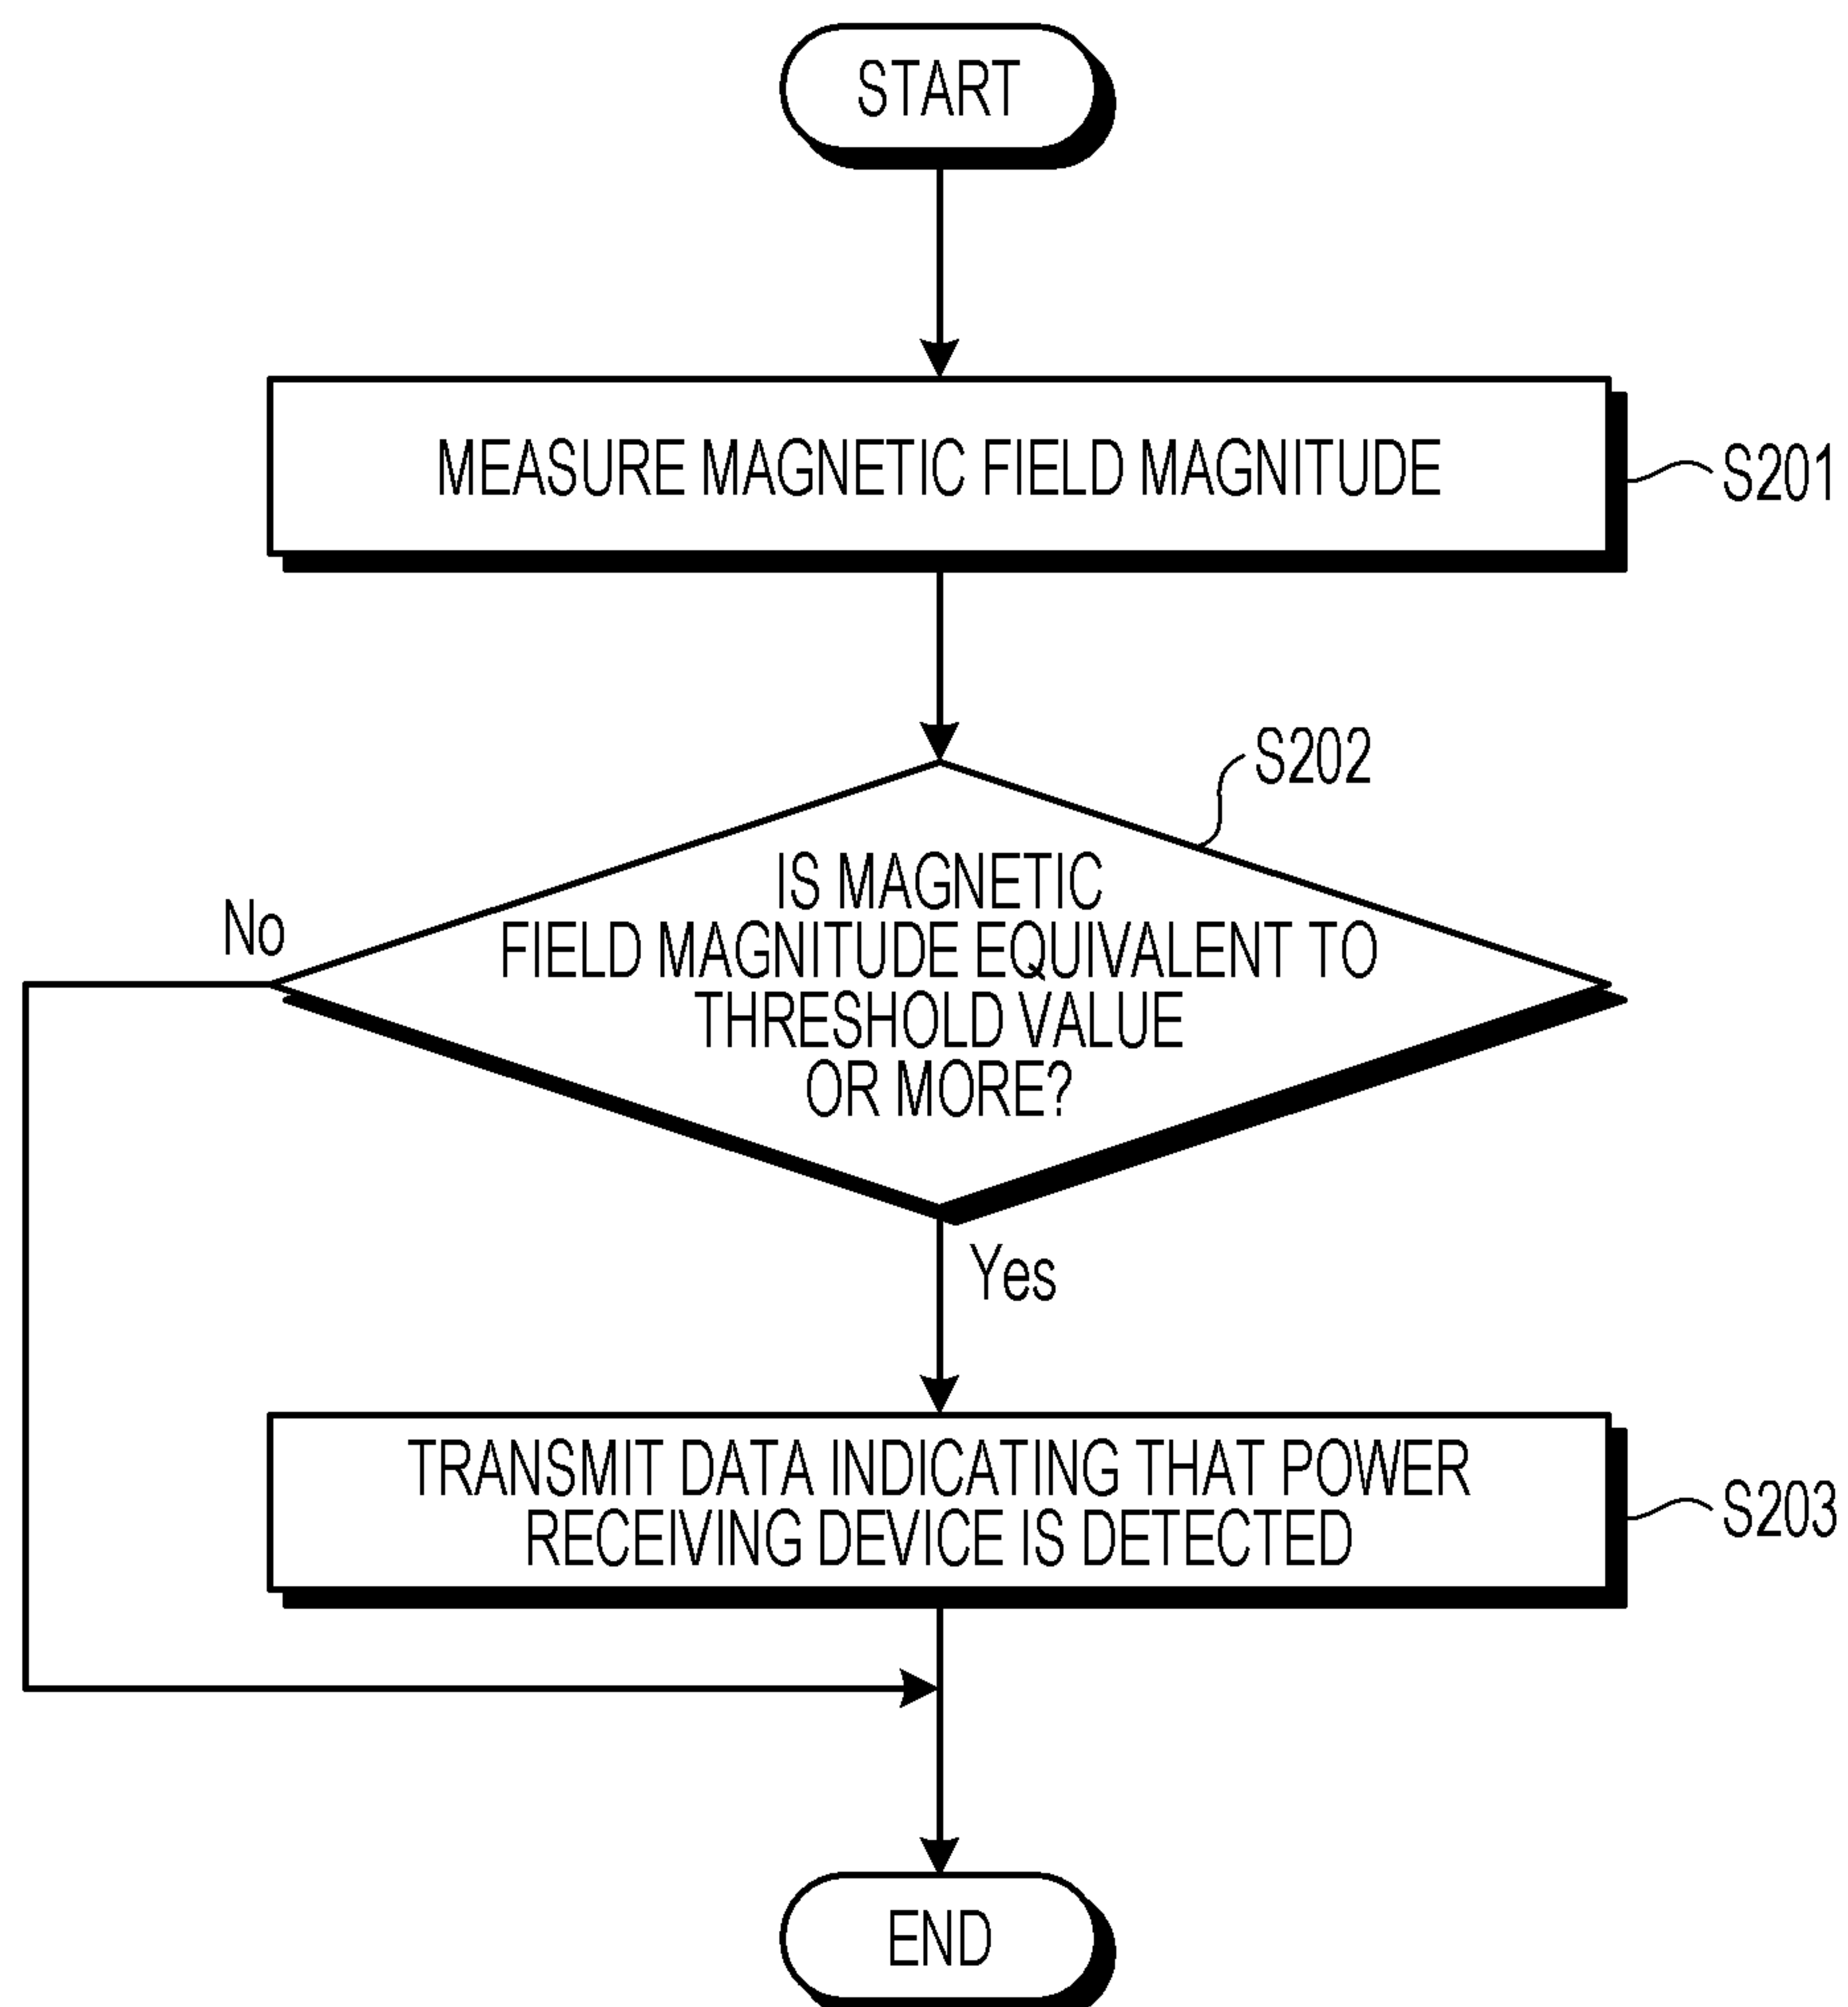 START
MEASURE MAGNETIC FIELD MAGNITUDE
S201
S202
IS MAGNETIC
FIELD MAGNITUDE EQUIVALENT TO
THRESHOLD VALUE
OR MORE?
No
Yes
TRANSMIT DATA INDICATING THAT POWER
RECEIVING DEVICE IS DETECTED
S203
END